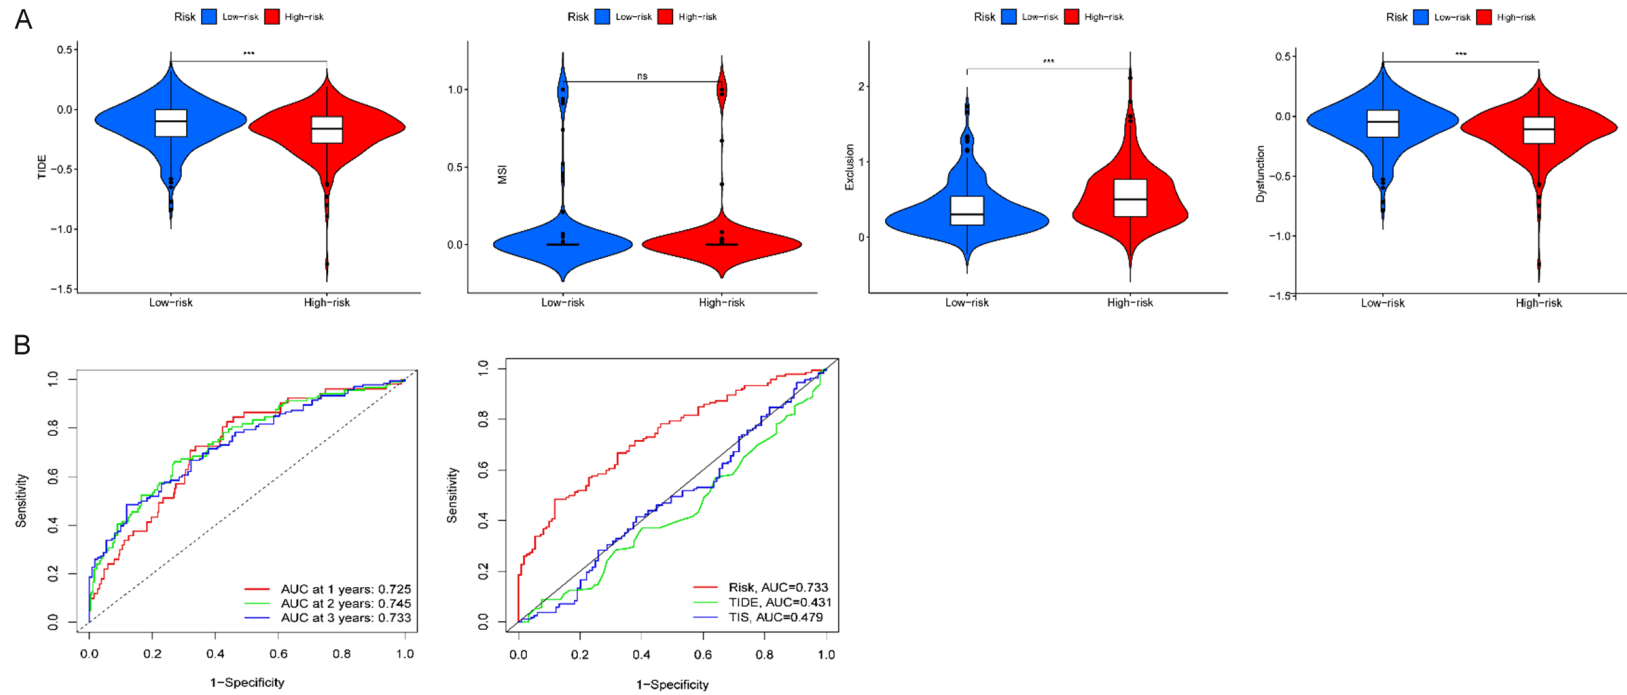 A
Risk Low-risk High-risk
***
TIDE
0.5
0.0
−0.5
−1.0
−1.5
Low−risk High−risk
Risk Low-risk High-risk
ns
MSI
1.0
0.5
0.0
Low−risk High−risk
Risk Low-risk High-risk
***
Exclusion
2
1
0
Low−risk High−risk
Risk Low-risk High-risk
***
Dysfunction
0.5
0.0
−0.5
−1.0
−1.5
Low−risk High−risk
B
Sensitivity
1.0
0.8
0.6
0.4
0.2
0.0
AUC at 1 years: 0.725
AUC at 2 years: 0.745
AUC at 3 years: 0.733
0.0 0.2 0.4 0.6 0.8 1.0
1−Specificity
Sensitivity
1.0
0.8
0.6
0.4
0.2
0.0
Risk, AUC=0.733
TIDE, AUC=0.431
TIS, AUC=0.479
0.0 0.2 0.4 0.6 0.8 1.0
1−Specificity